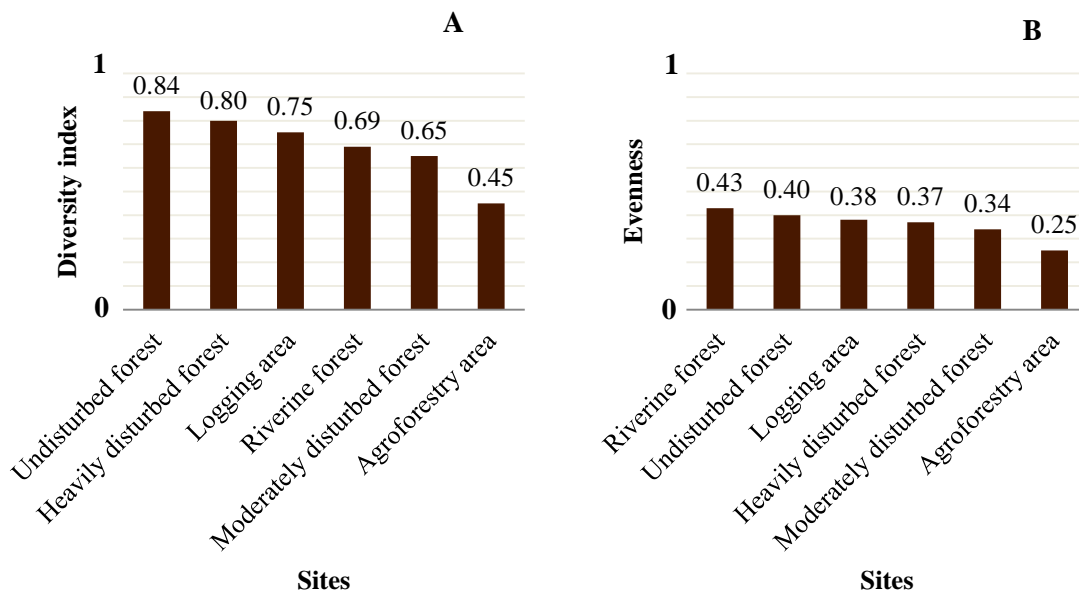 A
1
0.84
0.80
0.75
0.69
0.65
0.45
Diversity index
0
Undisturbed forest
Heavily disturbed forest
Logging area
Riverine forest
Moderately disturbed forest
Agroforestry area
Sites
B
1
0.43
0.40
0.38
0.37
0.34
0.25
Evenness
0
Riverine forest
Undisturbed forest
Logging area
Heavily disturbed forest
Moderately disturbed forest
Agroforestry area
Sites